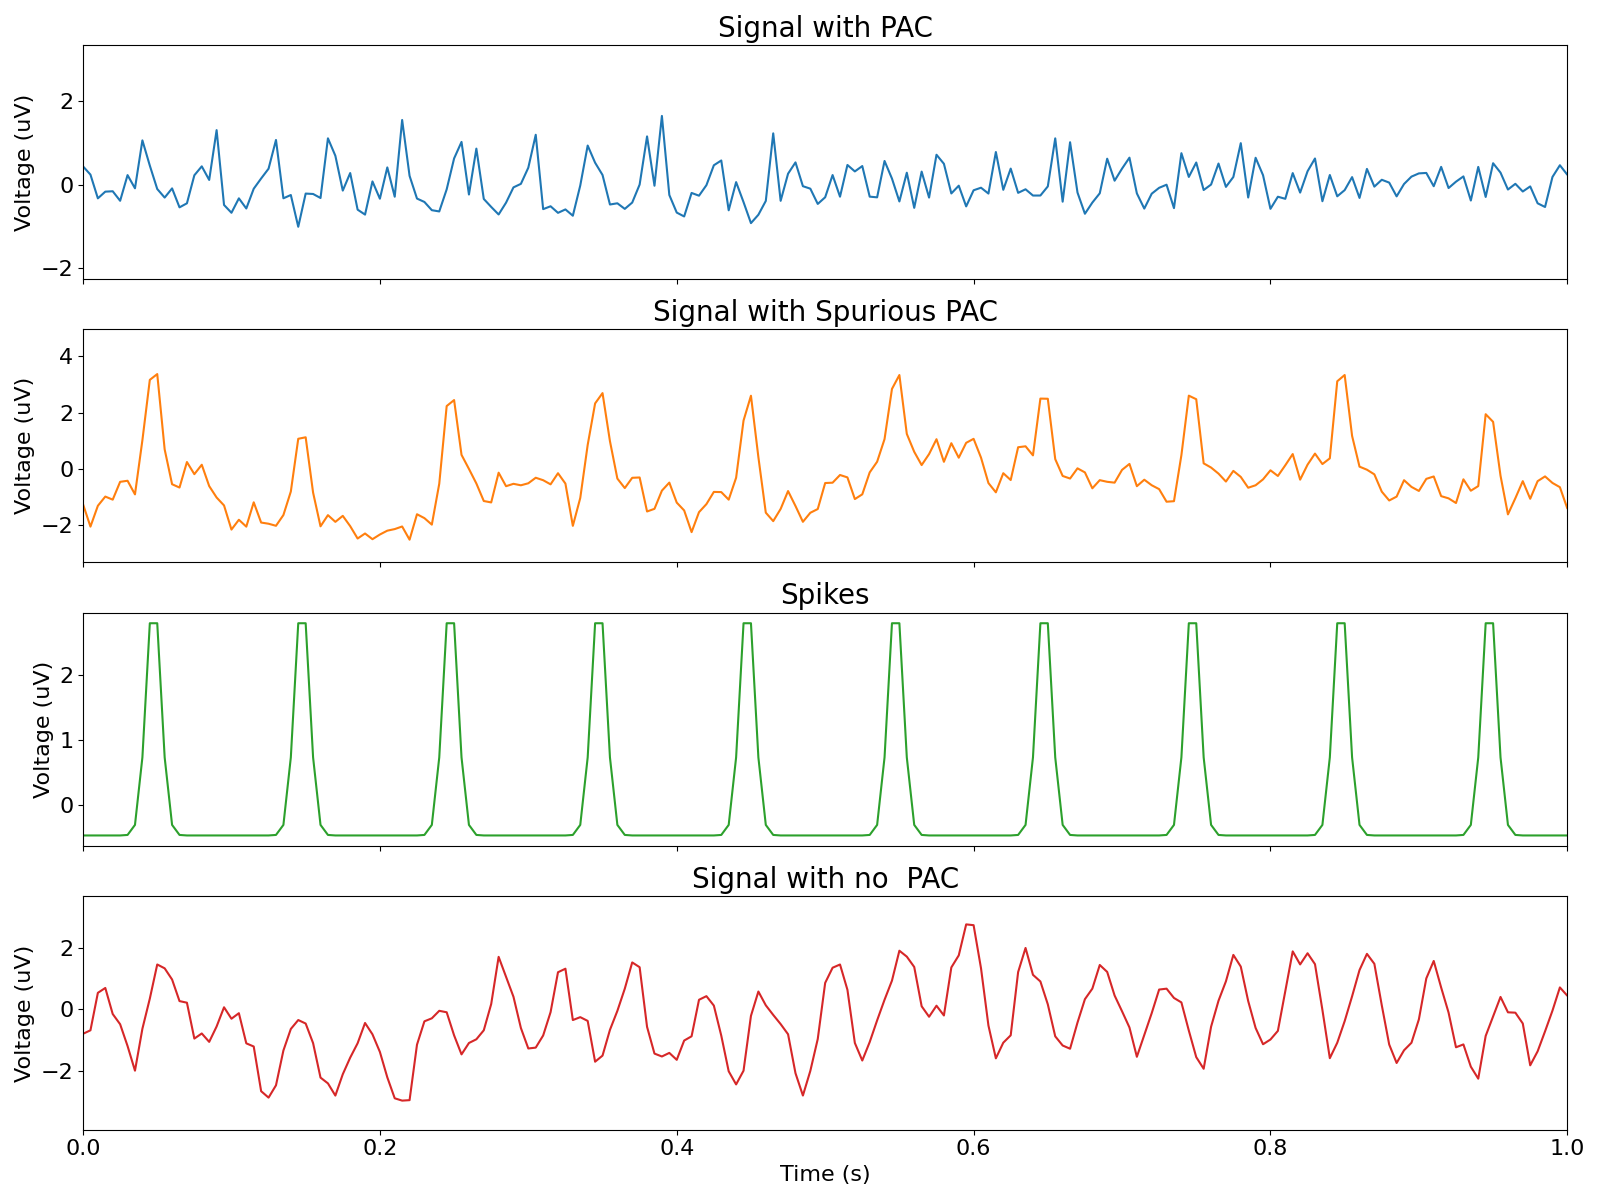 Signal with PAC
Voltage (uV)
2
0
−2
Signal with Spurious PAC
Voltage (uV)
4
2
0
−2
Spikes
Voltage (uV)
2
1
0
Signal with no  PAC
Voltage (uV)
2
0
−2
0.0 0.2 0.4 0.6 0.8 1.0
Time (s)